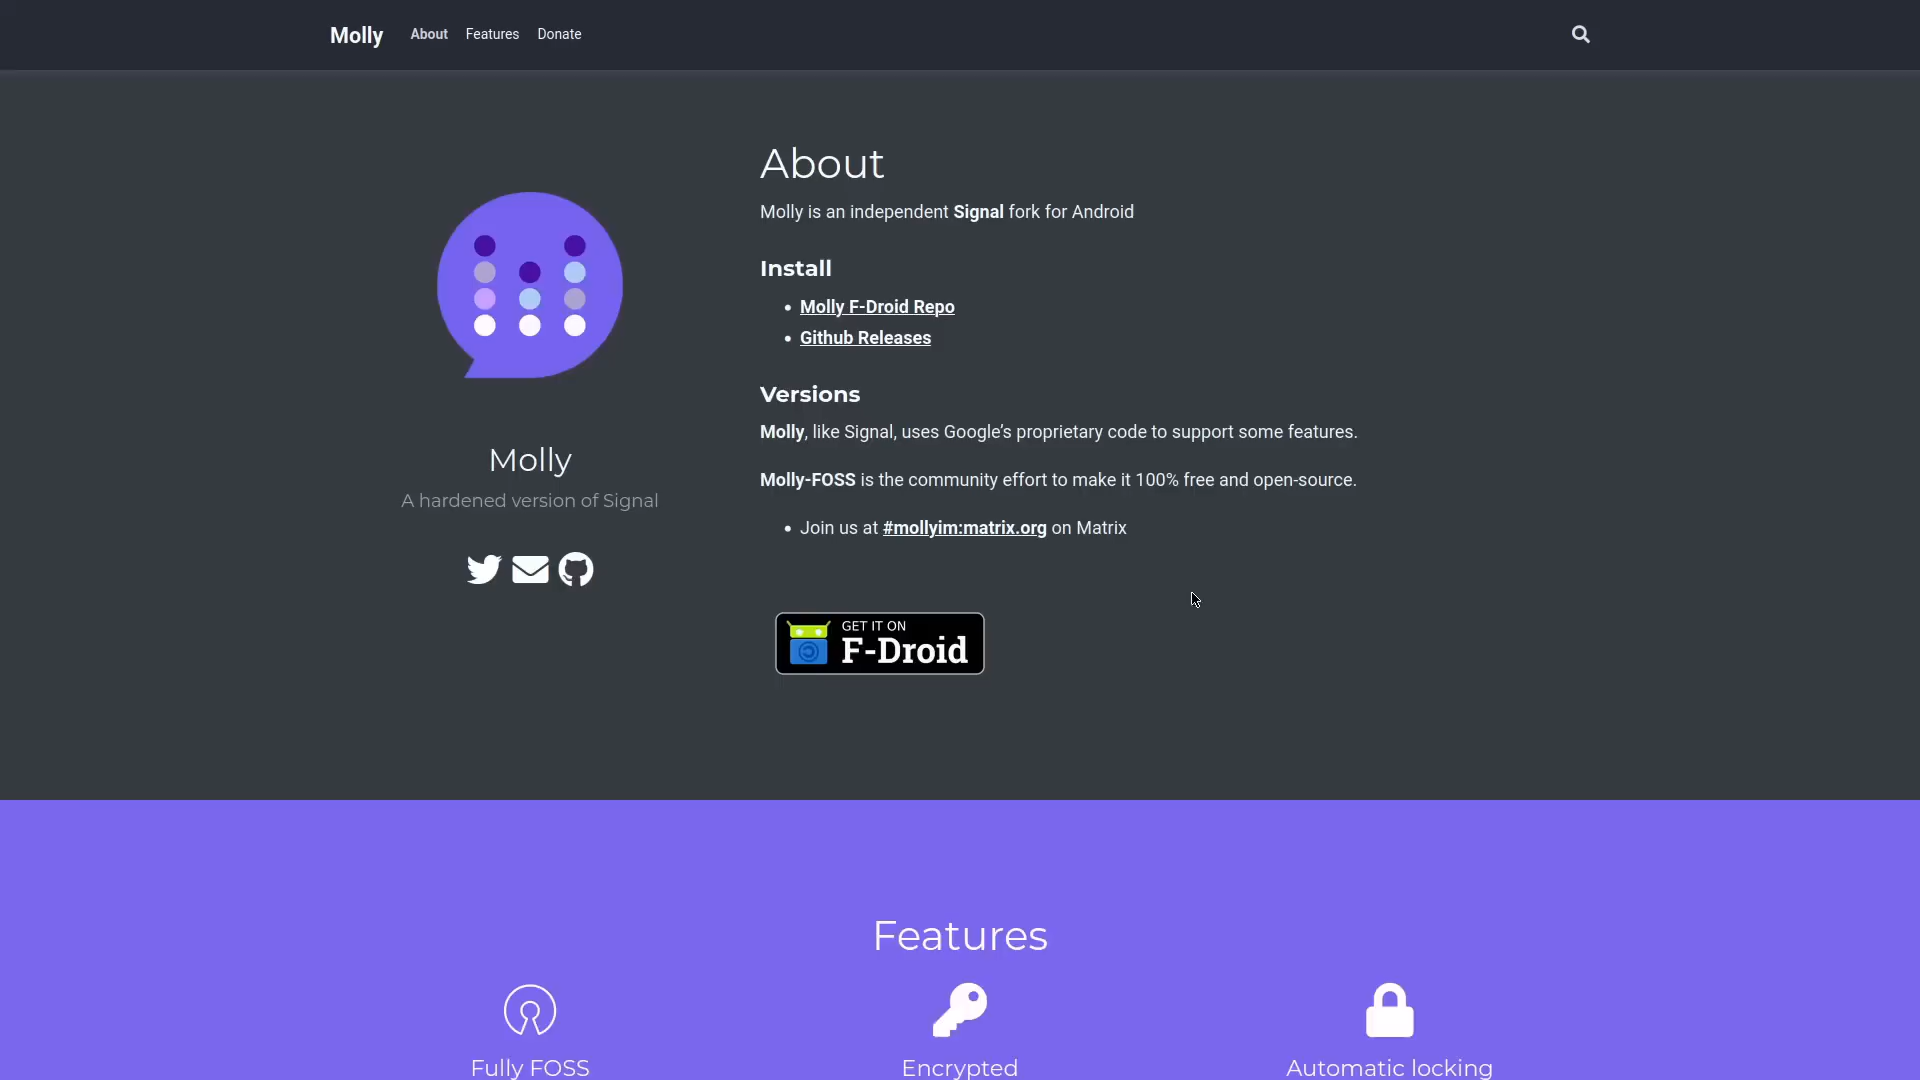 Molly About Features Donate
About
Molly is an independent Signal fork for Android
Install
Molly F-Droid Repo
Github Releases
Versions
Molly, like Signal, uses Google’s proprietary code to support some features.
Molly-FOSS is the community effort to make it 100% free and open-source.
Join us at #mollyim:matrix.org on Matrix
GET IT ON
F-Droid
Molly
A hardened version of Signal
Features
Fully FOSS
Encrypted
Automatic locking